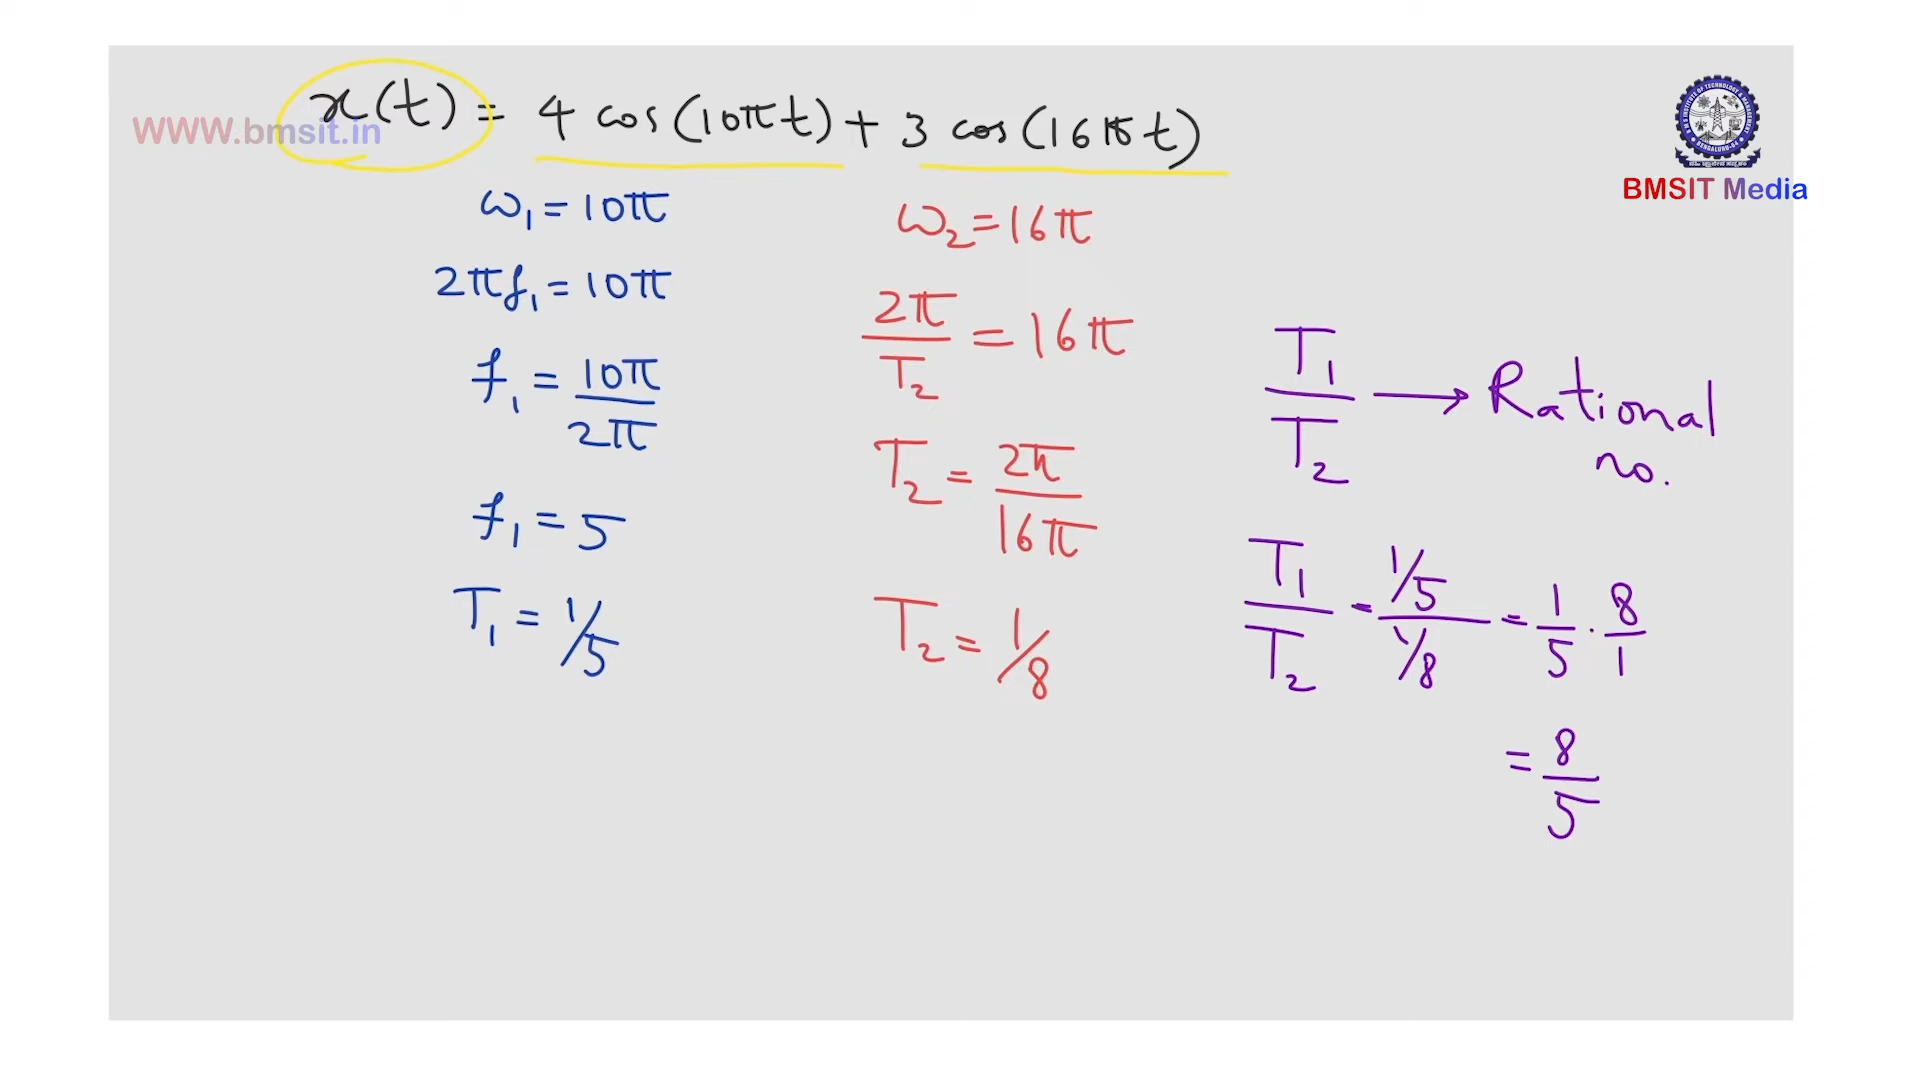 x(t) = 4 cos(10πt) + 3 cos(16πt)
WWW.bmsit.in
BMSIT Media
ω₁ = 10π
2πf₁ = 10π
f₁ = 10π/2π
f₁ = 5
T₁ = 1/5
ω₂ = 16π
2π/T₂ = 16π
T₂ = 2π/16π
T₂ = 1/8
T₁/T₂ → Rational
no.
T₁/T₂ = (1/5)/(1/8) = 1/5 · 8/1
= 8/5